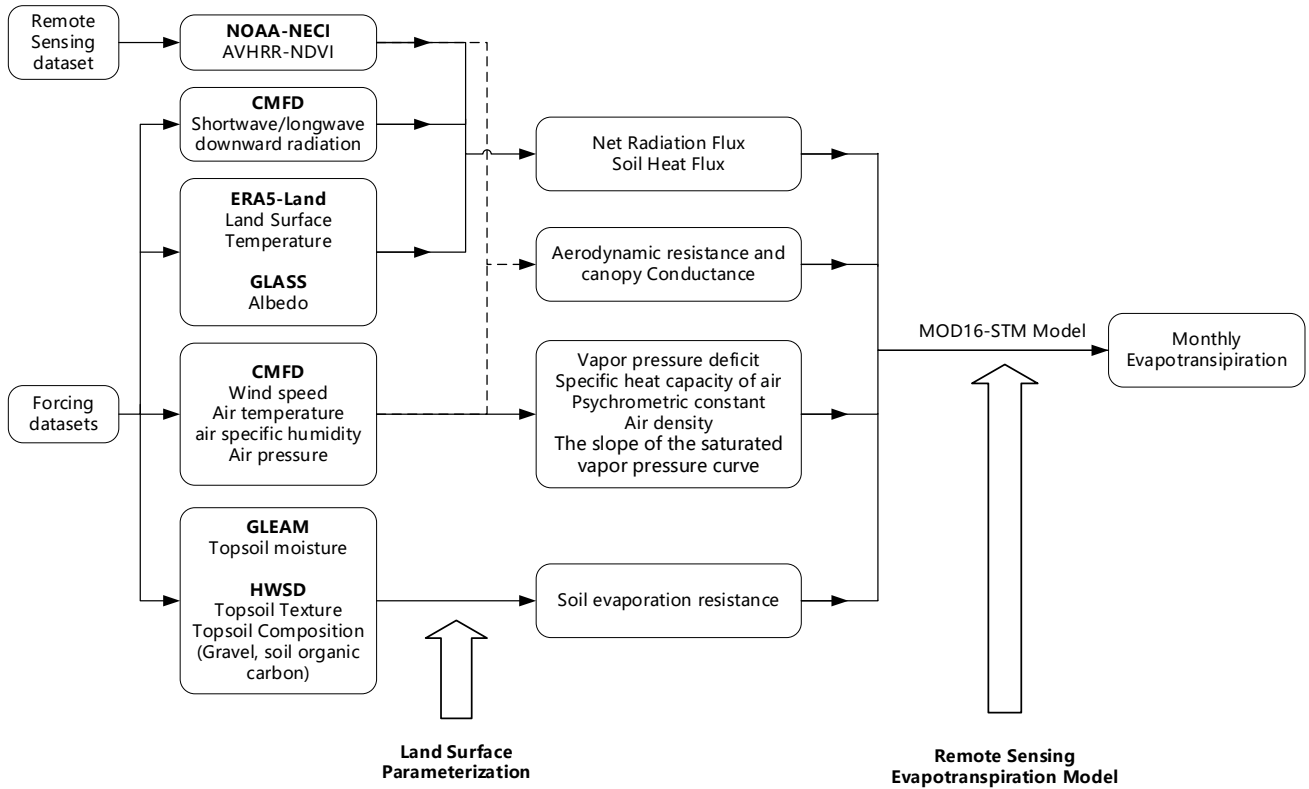 Remote
Sensing
dataset
NOAA-NECI
AVHRR-NDVI
CMFD
Shortwave/longwave
downward radiation
ERA5-Land
Land Surface
Temperature
GLASS
Albedo
Forcing
datasets
CMFD
Wind speed
Air temperature
air specific humidity
Air pressure
GLEAM
Topsoil moisture
HWSD
Topsoil Texture
Topsoil Composition
(Gravel, soil organic
carbon)
Net Radiation Flux
Soil Heat Flux
Aerodynamic resistance and
canopy Conductance
Vapor pressure deficit
Specific heat capacity of air
Psychrometric constant
Air density
The slope of the saturated
vapor pressure curve
Soil evaporation resistance
MOD16-STM Model
Monthly
Evapotransipiration
Land Surface
Parameterization
Remote Sensing
Evapotranspiration Model